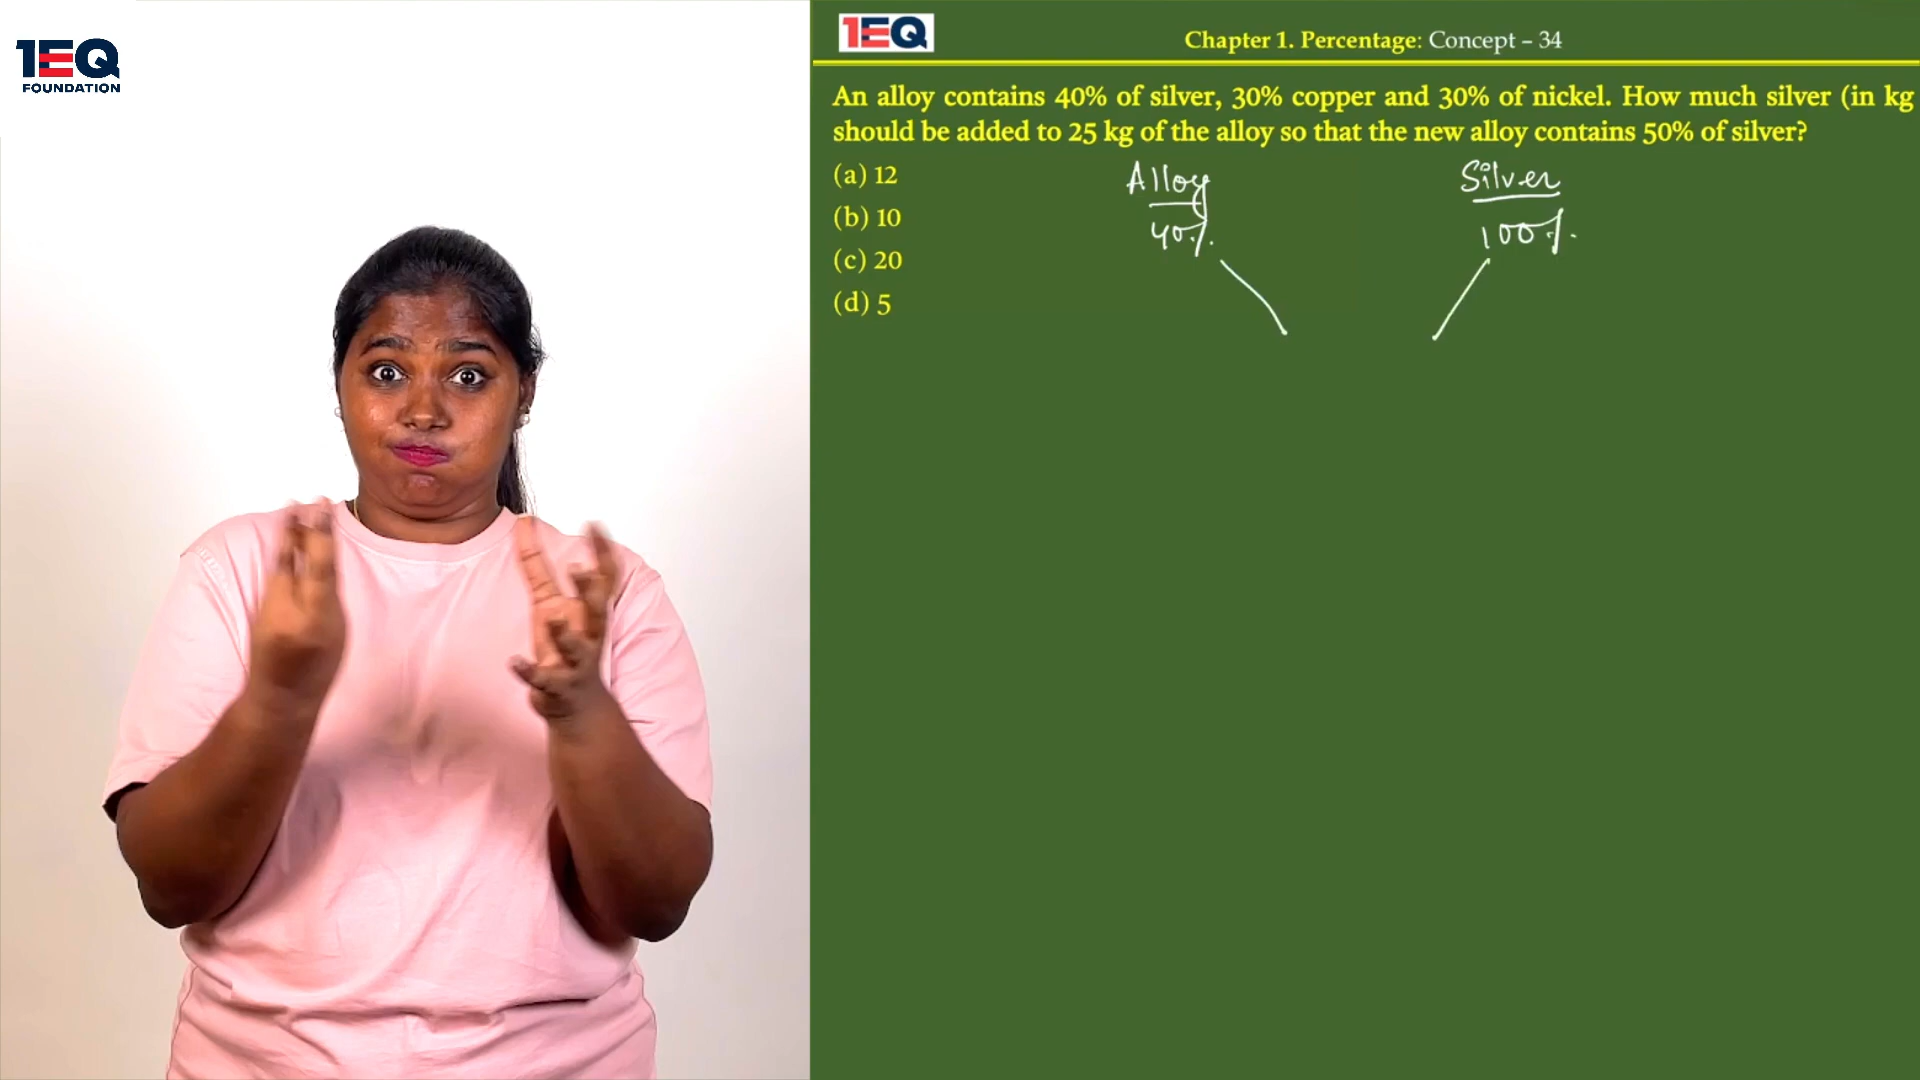 1EQ
FOUNDATION
1EQ
Chapter 1. Percentage: Concept – 34
An alloy contains 40% of silver, 30% copper and 30% of nickel. How much silver (in kg
should be added to 25 kg of the alloy so that the new alloy contains 50% of silver?
(a) 12
(b) 10
(c) 20
(d) 5
Alloy Silver
40% 100%